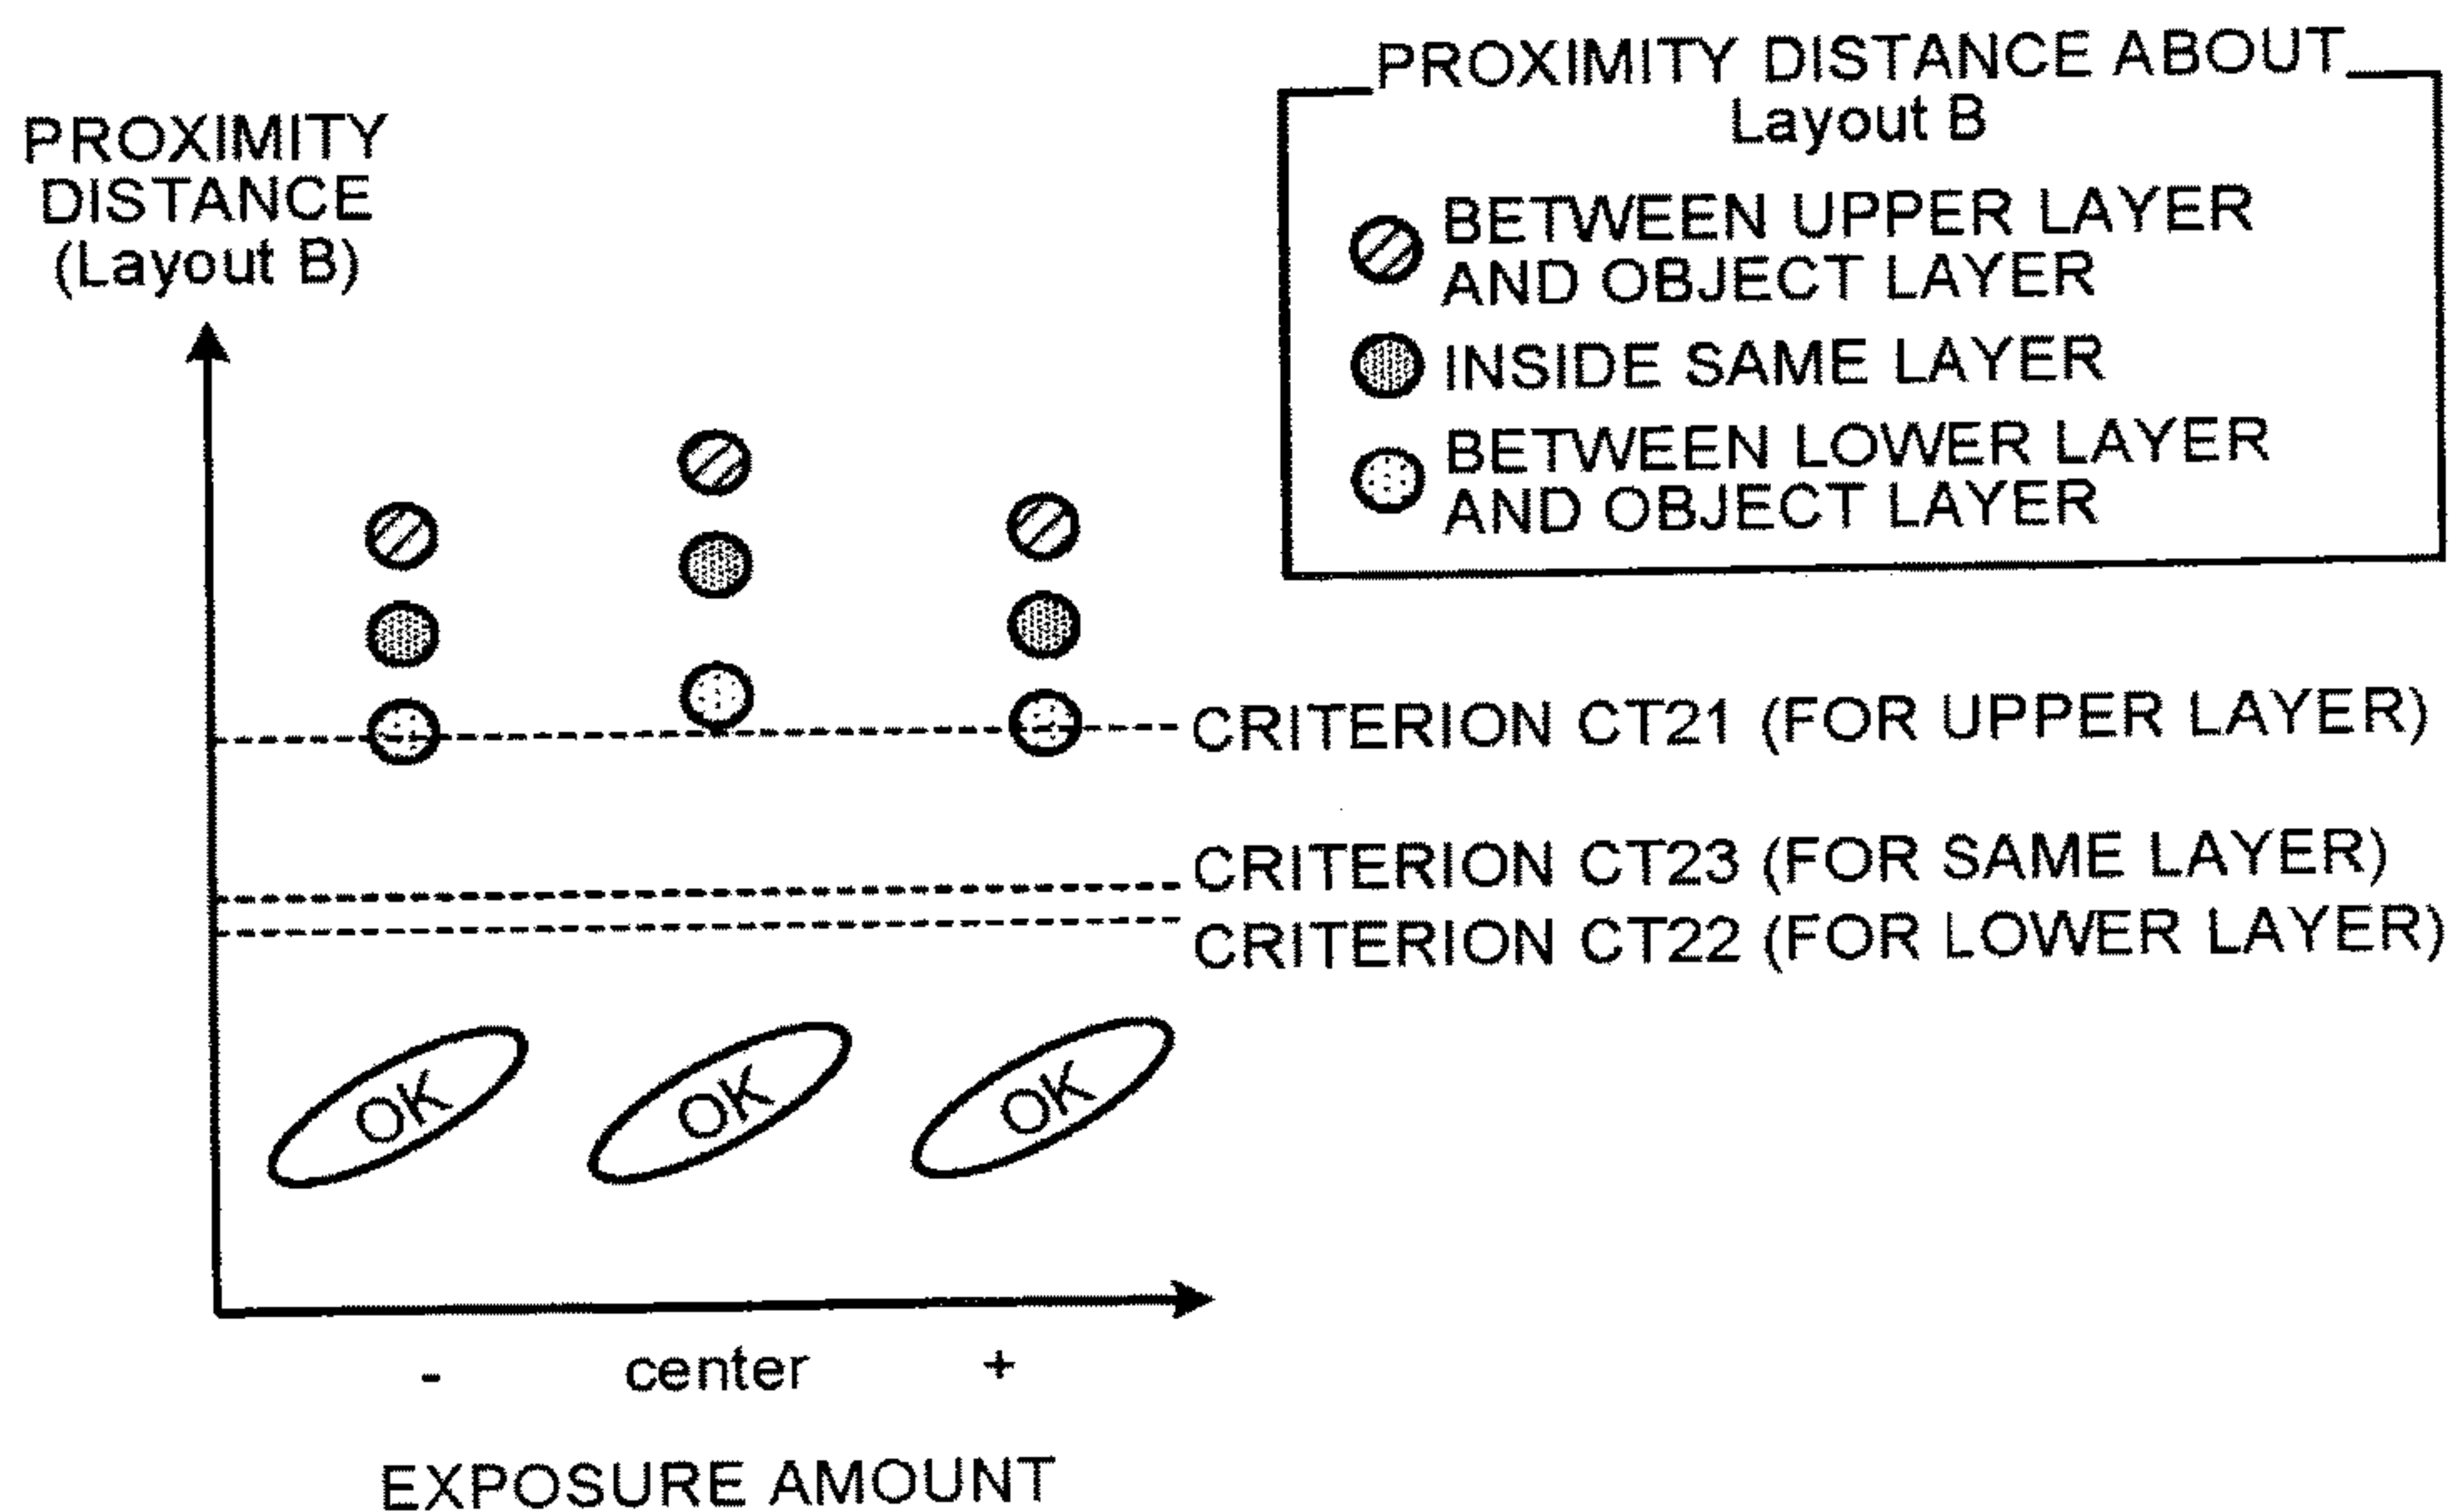 PROXIMITY
DISTANCE
(Layout B)
PROXIMITY DISTANCE ABOUT
Layout B
BETWEEN UPPER LAYER
AND OBJECT LAYER
INSIDE SAME LAYER
BETWEEN LOWER LAYER
AND OBJECT LAYER
CRITERION CT21 (FOR UPPER LAYER)
CRITERION CT23 (FOR SAME LAYER)
CRITERION CT22 (FOR LOWER LAYER)
OK OK OK
- center +
EXPOSURE AMOUNT